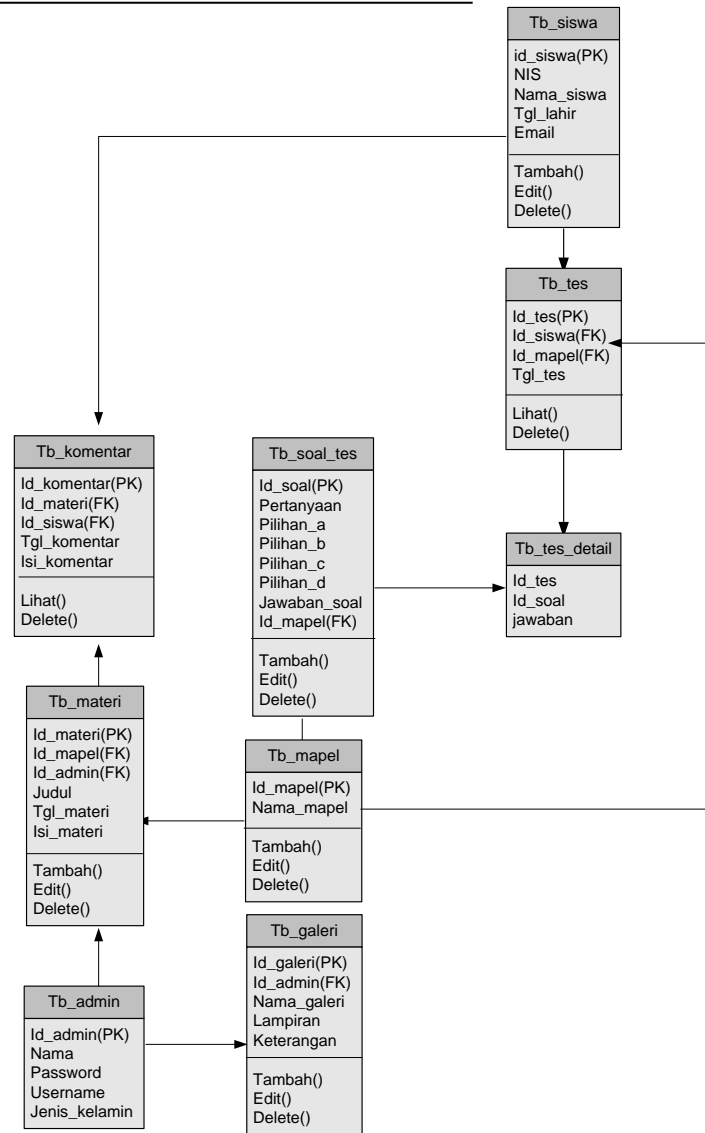 Tb_siswa
id_siswa(PK)
NIS
Nama_siswa
Tgl_lahir
Email
Tambah()
Edit()
Delete()
Tb_tes
Id_tes(PK)
Id_siswa(FK)
Id_mapel(FK)
Tgl_tes
Lihat()
Delete()
Tb_komentar
Id_komentar(PK)
Id_materi(FK)
Id_siswa(FK)
Tgl_komentar
Isi_komentar
Lihat()
Delete()
Tb_soal_tes
Id_soal(PK)
Pertanyaan
Pilihan_a
Pilihan_b
Pilihan_c
Pilihan_d
Jawaban_soal
Id_mapel(FK)
Tambah()
Edit()
Delete()
Tb_tes_detail
Id_tes
Id_soal
jawaban
Tb_materi
Id_materi(PK)
Id_mapel(FK)
Id_admin(FK)
Judul
Tgl_materi
Isi_materi
Tambah()
Edit()
Delete()
Tb_mapel
Id_mapel(PK)
Nama_mapel
Tambah()
Edit()
Delete()
Tb_galeri
Id_galeri(PK)
Id_admin(FK)
Nama_galeri
Lampiran
Keterangan
Tambah()
Edit()
Delete()
Tb_admin
Id_admin(PK)
Nama
Password
Username
Jenis_kelamin